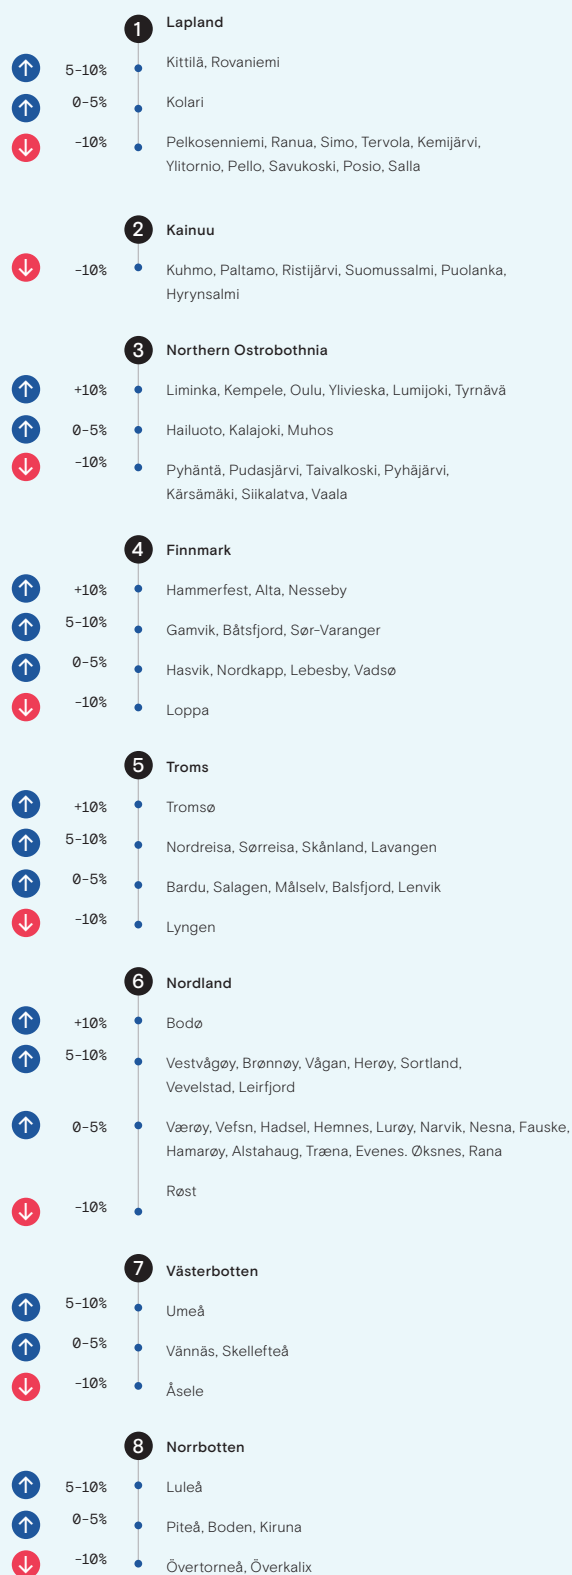 1 Lapland
5-10% Kittilä, Rovaniemi
0-5% Kolari
-10% Pelkosenniemi, Ranua, Simo, Tervola, Kemijärvi,
Ylitornio, Pello, Savukoski, Posio, Salla
2 Kainuu
-10% Kuhmo, Paltamo, Ristijärvi, Suomussalmi, Puolanka,
Hyrynsalmi
3 Northern Ostrobothnia
+10% Liminka, Kempele, Oulu, Ylivieska, Lumijoki, Tyrnävä
0-5% Hailuoto, Kalajoki, Muhos
-10% Pyhäntä, Pudasjärvi, Taivalkoski, Pyhäjärvi,
Kärsämäki, Siikalatva, Vaala
4 Finnmark
+10% Hammerfest, Alta, Nesseby
5-10% Gamvik, Båtsfjord, Sør-Varanger
0-5% Hasvik, Nordkapp, Lebesby, Vadsø
-10% Loppa
5 Troms
+10% Tromsø
5-10% Nordreisa, Sørreisa, Skånland, Lavangen
0-5% Bardu, Salagen, Målselv, Balsfjord, Lenvik
-10% Lyngen
6 Nordland
+10% Bodø
5-10% Vestvågøy, Brønnøy, Vågan, Herøy, Sortland,
Vevelstad, Leirfjord
0-5% Værøy, Vefsn, Hadsel, Hemnes, Lurøy, Narvik, Nesna, Fauske,
Hamarøy, Alstahaug, Træna, Evenes. Øksnes, Rana
-10% Røst
7 Västerbotten
5-10% Umeå
0-5% Vännäs, Skellefteå
-10% Åsele
8 Norrbotten
5-10% Luleå
0-5% Piteå, Boden, Kiruna
-10% Övertorneå, Överkalix